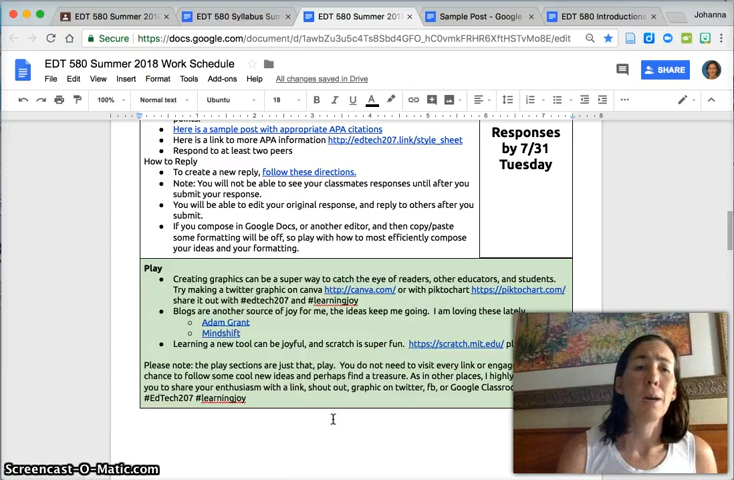 EDT 580 Summer 2018
EDT 580 Syllabus Summ
EDT 580 Summer 2018
Sample Post - Google
EDT 580 Introductions
Johanna
Secure
https://docs.google.com/document/d/1awbZu3u5c4Ts8Sbd4GFO_hC0vmkFRHR6XftHSTvMo8E/edit
EDT 580 Summer 2018 Work Schedule
File Edit View Insert Format Tools Add-ons Help All changes saved in Drive
SHARE
100% Normal text Ubuntu 18
points.
Here is a sample post with appropriate APA citations
Here is a link to more APA information http://edtech207.link/style_sheet
Respond to at least two peers
How to Reply
To create a new reply, follow these directions.
Note: You will not be able to see your classmates responses until after you
submit your response.
You will be able to edit your original response, and reply to others after you
submit.
If you compose in Google Docs, or another editor, and then copy/paste
some formatting will be off, so play with how to most efficiently compose
your ideas and your formatting.
Responses
by 7/31
Tuesday
Play
Creating graphics can be a super way to catch the eye of readers, other educators, and students.
Try making a twitter graphic on canva http://canva.com/ or with piktochart https://piktochart.com/
share it out with #edtech207 and #learningjoy
Blogs are another source of joy for me, the ideas keep me going. I am loving these lately
Adam Grant
Mindshift
Learning a new tool can be joyful, and scratch is super fun. https://scratch.mit.edu/ pl
Please note: the play sections are just that, play. You do not need to visit every link or engage
chance to follow some cool new ideas and perhaps find a treasure. As in other places, I highly
you to share your enthusiasm with a link, shout out, graphic on twitter, fb, or Google Classroo
#EdTech207 #learningjoy
Screencast-O-Matic.com